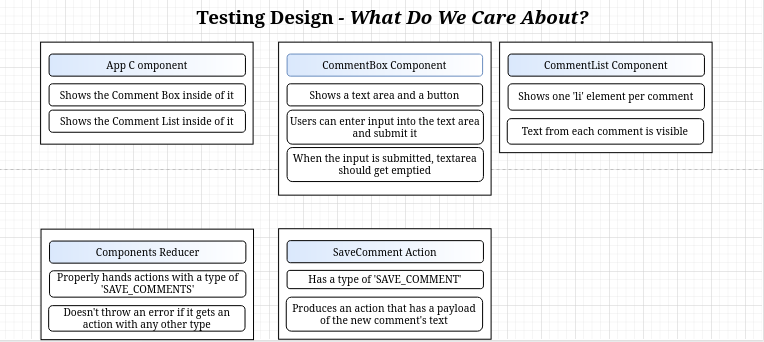 Testing Design - What Do We Care About?
App C omponent
Shows the Comment Box inside of it
Shows the Comment List inside of it
CommentBox Component
Shows a text area and a button
Users can enter input into the text area
and submit it
When the input is submitted, textarea
should get emptied
CommentList Component
Shows one 'li' element per comment
Text from each comment is visible
Components Reducer
Properly hands actions with a type of
'SAVE_COMMENTS'
Doesn't throw an error if it gets an
action with any other type
SaveComment Action
Has a type of 'SAVE_COMMENT'
Produces an action that has a payload
of the new comment's text